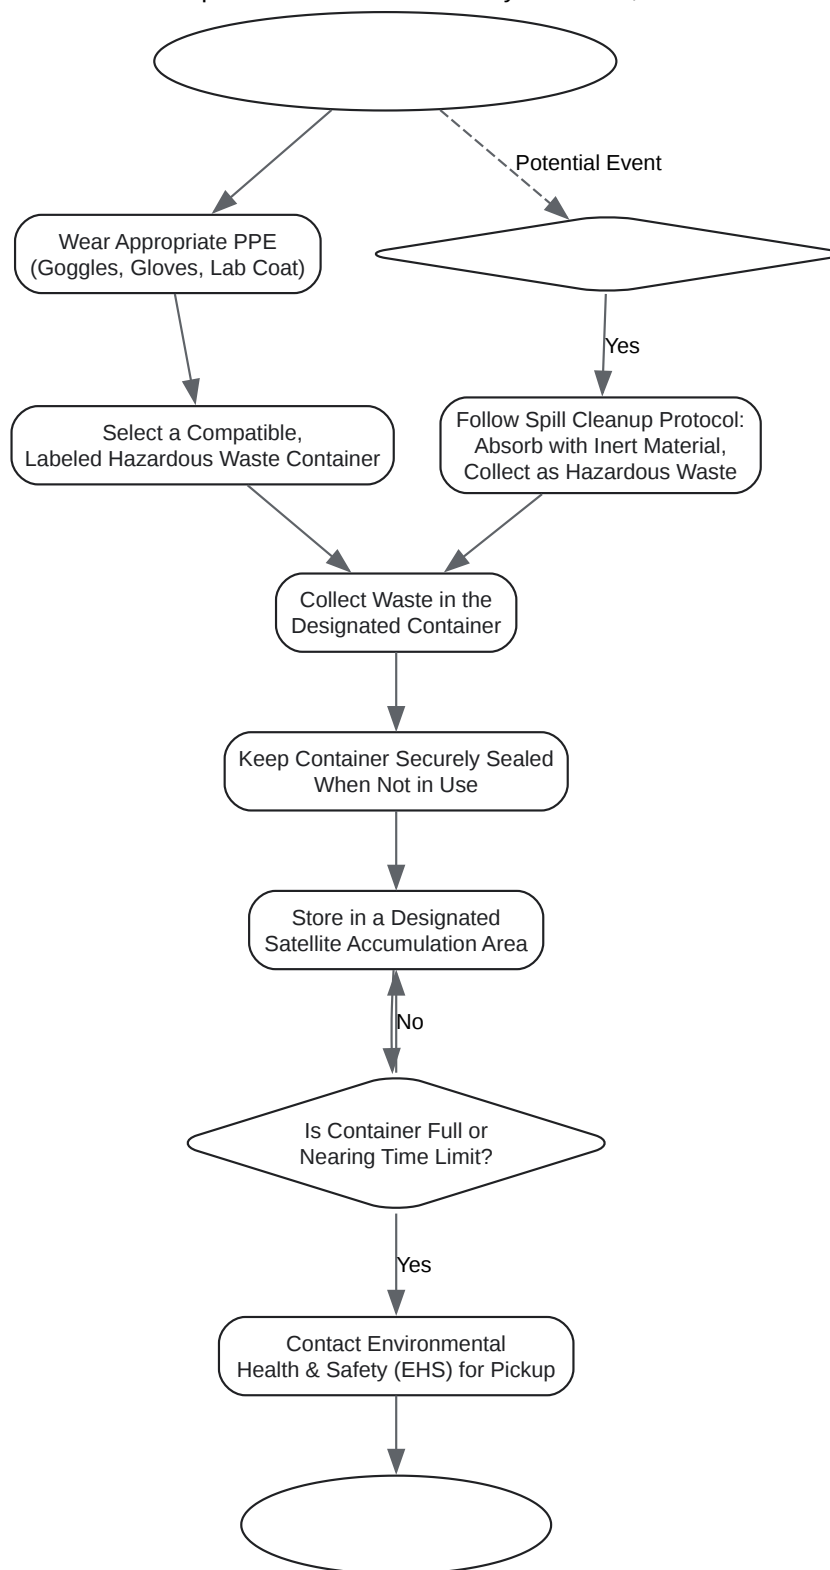 Potential Event
Wear Appropriate PPE
(Goggles, Gloves, Lab Coat)
Yes
Select a Compatible,
Labeled Hazardous Waste Container
Follow Spill Cleanup Protocol:
Absorb with Inert Material,
Collect as Hazardous Waste
Collect Waste in the
Designated Container
Keep Container Securely Sealed
When Not in Use
Store in a Designated
Satellite Accumulation Area
No
Is Container Full or
Nearing Time Limit?
Yes
Contact Environmental
Health & Safety (EHS) for Pickup